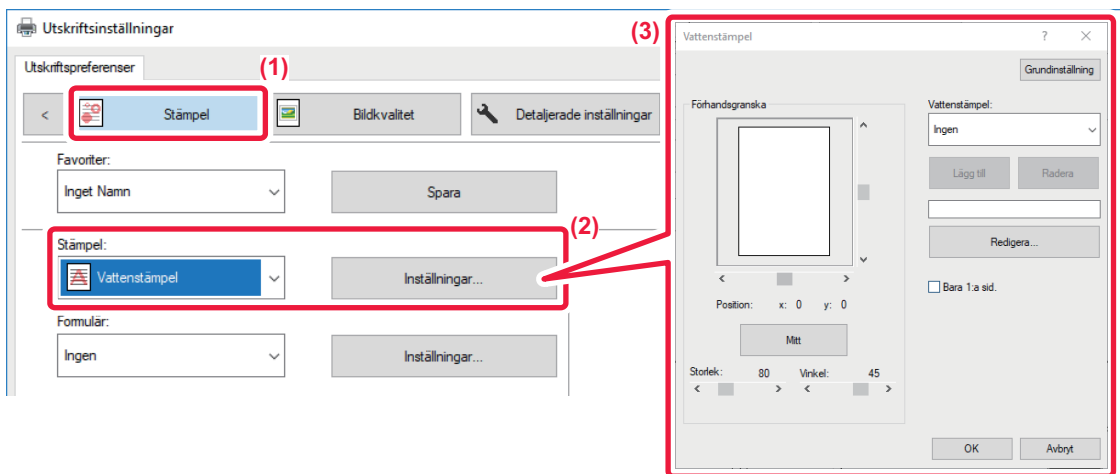 Utskriftsinställningar
Utskriftspreferenser
(1)
<
Stämpel
Bildkvalitet
Detaljerade inställningar
Favoriter:
Inget Namn
Spara
(2)
Stämpel:
Vattenstämpel
Inställningar...
Formulär:
Ingen
Inställningar...
(3)
Vattenstämpel
?
Grundinställning
Förhandsgranska
Vattenstämpel:
Ingen
Lägg till
Radera
Redigera...
Bara 1:a sid.
Position: x: 0 y: 0
Mitt
Storlek: 80 Vinkel: 45
< > < >
OK
Avbryt